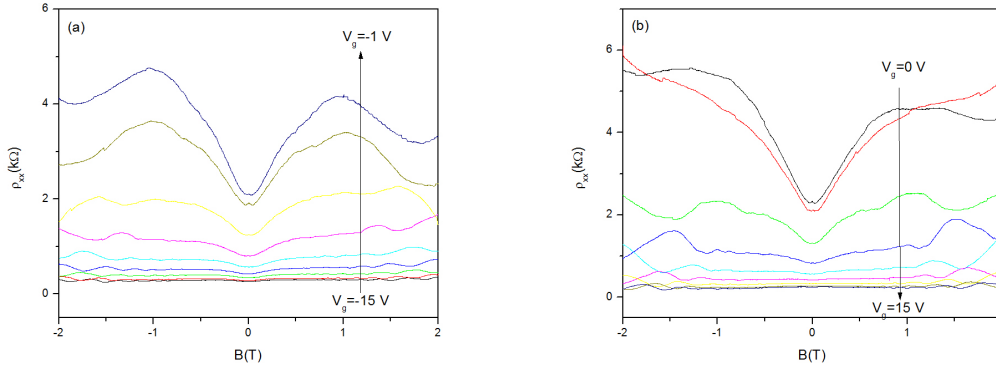 (a)
V_g=-1 V
ρ_xx(kΩ)
6
4
2
0
V_g=-15 V
-2 -1 0 1 2
B(T)
(b)
V_g=0 V
ρ_xx(kΩ)
6
4
2
0
V_g=15 V
-2 -1 0 1
B(T)